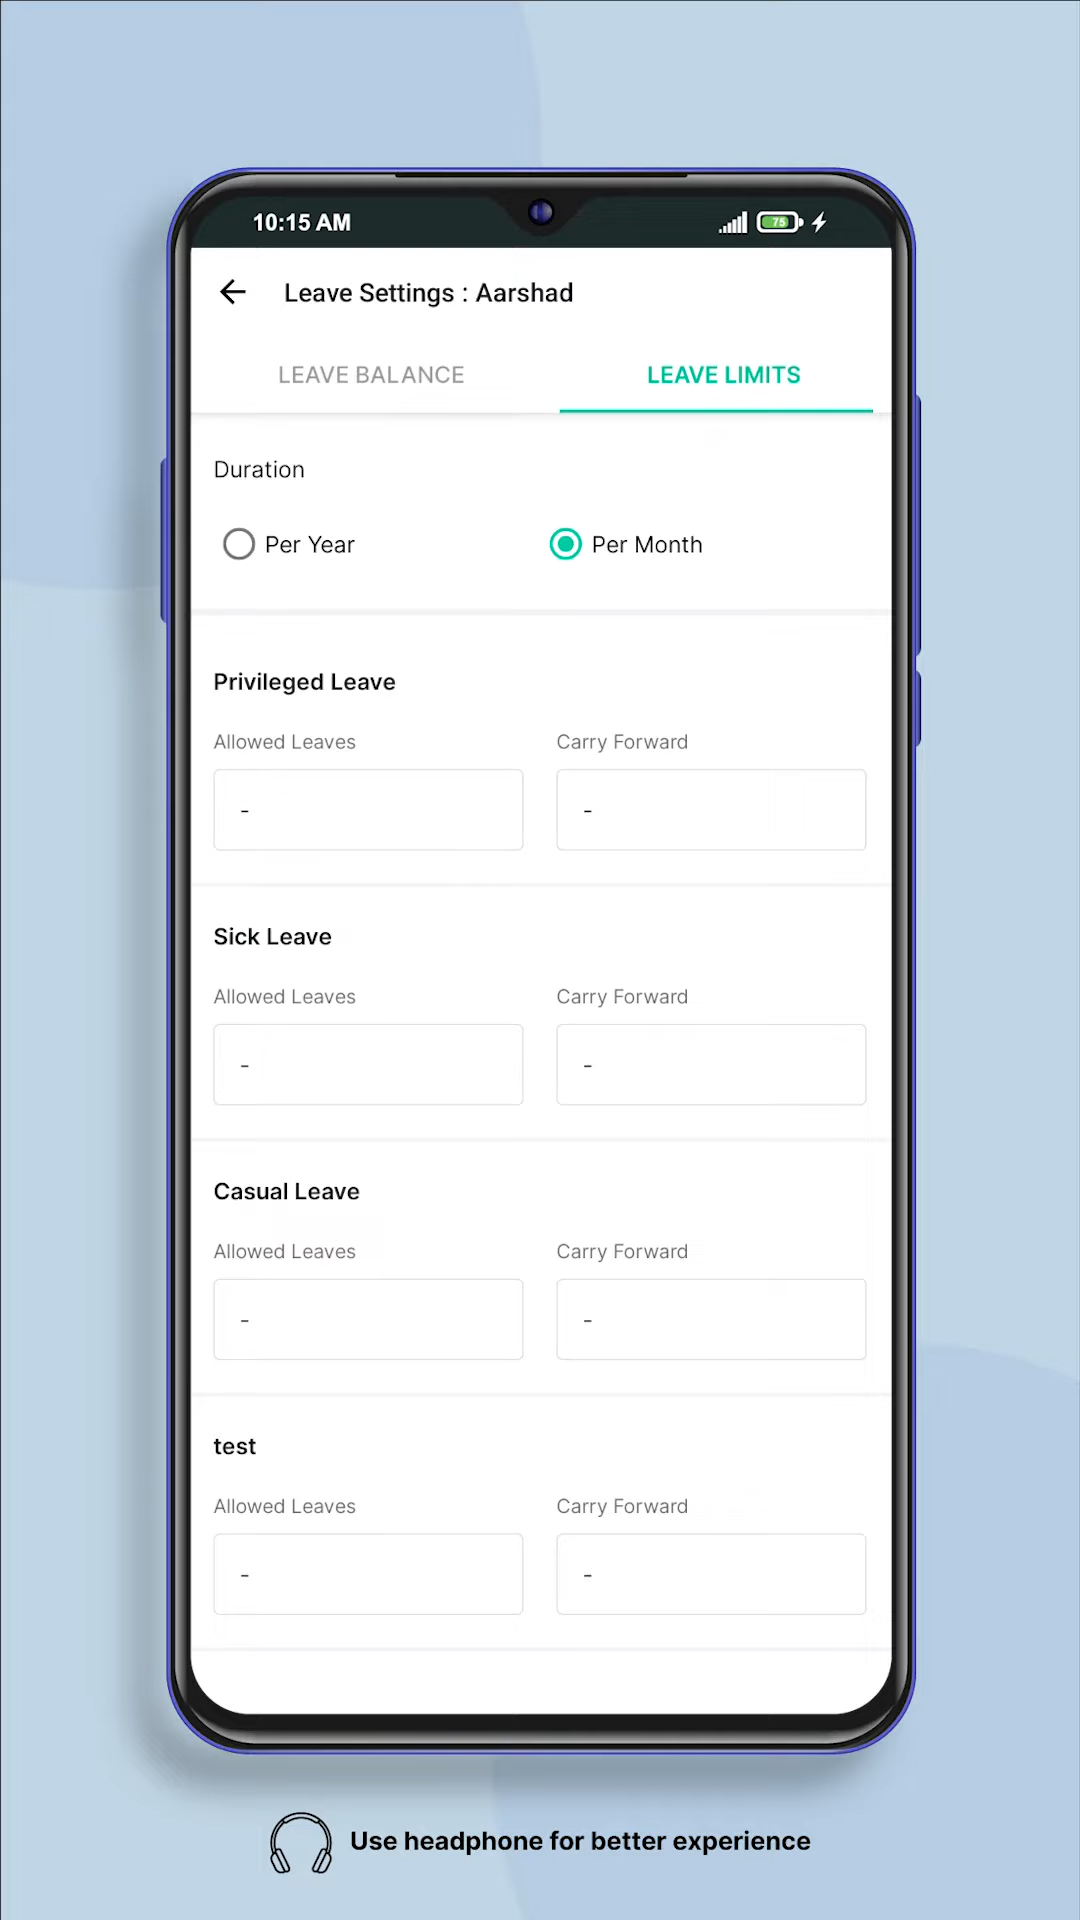 10:15 AM
75
Leave Settings : Aarshad
LEAVE BALANCE
LEAVE LIMITS
Duration
Per Year
Per Month
Privileged Leave
Allowed Leaves
Carry Forward
-
-
Sick Leave
Allowed Leaves
Carry Forward
-
-
Casual Leave
Allowed Leaves
Carry Forward
-
-
test
Allowed Leaves
Carry Forward
-
-
Use headphone for better experience